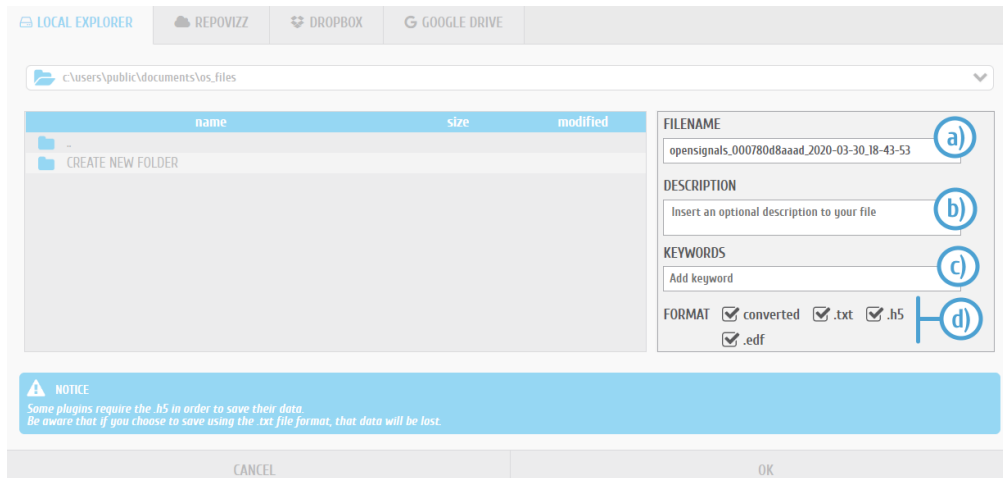 LOCAL EXPLORER REPOVIZZ DROPBOX GOOGLE DRIVE
c:\users\public\documents\os_files
name size modified
..
CREATE NEW FOLDER
FILENAME
a)
opensignals_000780d8aaad_2020-03-30_18-43-53
DESCRIPTION
b)
Insert an optional description to your file
KEYWORDS
c)
Add keyword
FORMAT converted .txt .h5
d)
.edf
NOTICE
Some plugins require the .h5 in order to save their data.
Be aware that if you choose to save using the .txt file format, that data will be lost.
CANCEL OK